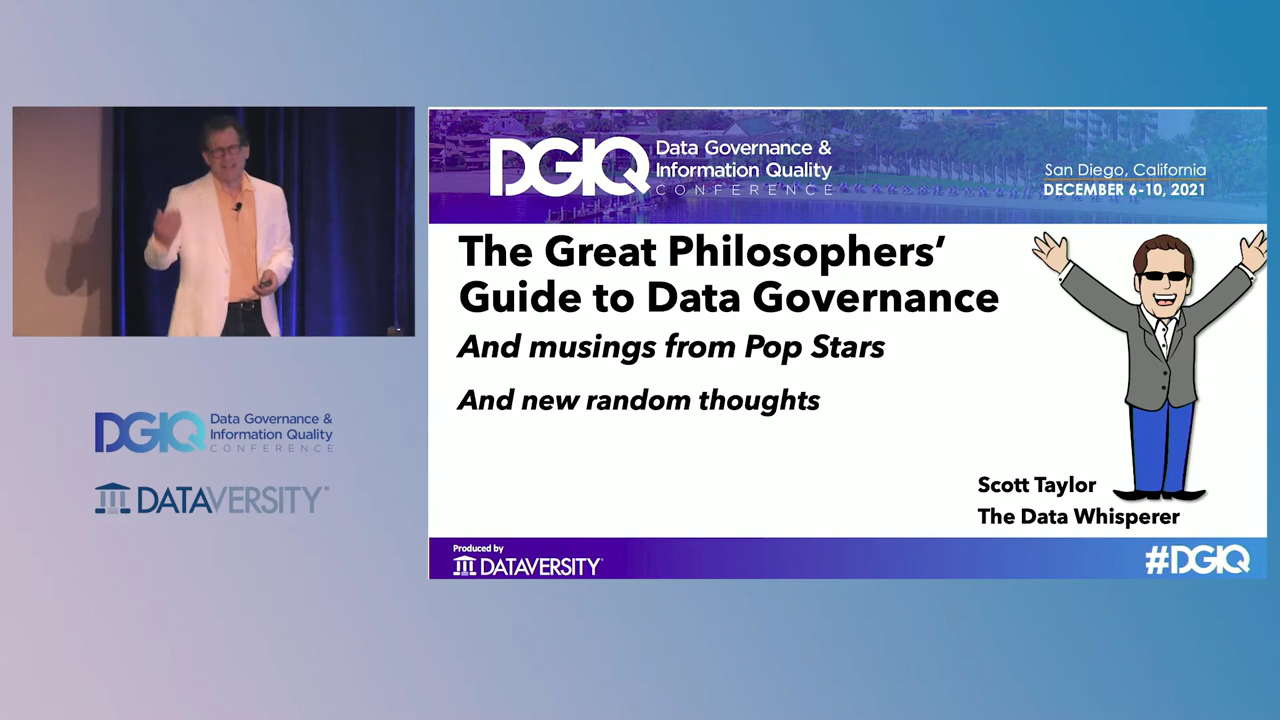 DGIQ Data Governance &
Information Quality
CONFERENCE
San Diego, California
DECEMBER 6-10, 2021
The Great Philosophers’
Guide to Data Governance
And musings from Pop Stars
And new random thoughts
Scott Taylor
The Data Whisperer
Produced by
DATAVERSITY
#DGIQ
DGIQ Data Governance &
Information Quality
CONFERENCE
DATAVERSITY